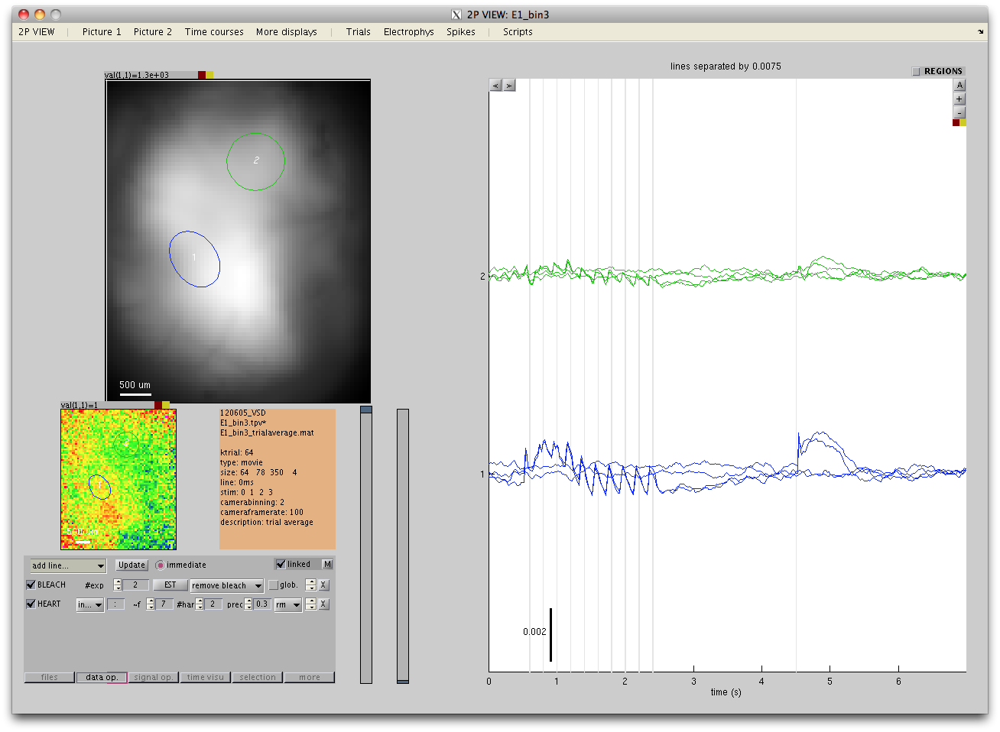 2P VIEW: E1_bin3
2P VIEW | Picture 1 Picture 2 Time courses More displays | Trials Electrophy Spikes | Scripts
val(1,1)=1.3e+03
2
1
500 um
val(1,1)=1
2
1
500 um
120605_VSD
E1_bin3.tpv*
E1_bin3_trialaverage.mat
ktrial: 64
type: movie
size: 64 78 350 4
line: 0ms
stim: 0 1 2 3
camerabinning: 2
cameraframerate: 100
description: trial average
add line... Update immediate linked M
BLEACH #exp 2 EST remove bleach glob. X
HEART in... : ~f 7 #har 2 prec 0.3 rm X
files data op. signal op. time visu selection more
lines separated by 0.0075
REGIONS
< > A
+
-
2
1
0.002
0 1 2 3 4 5 6
time (s)